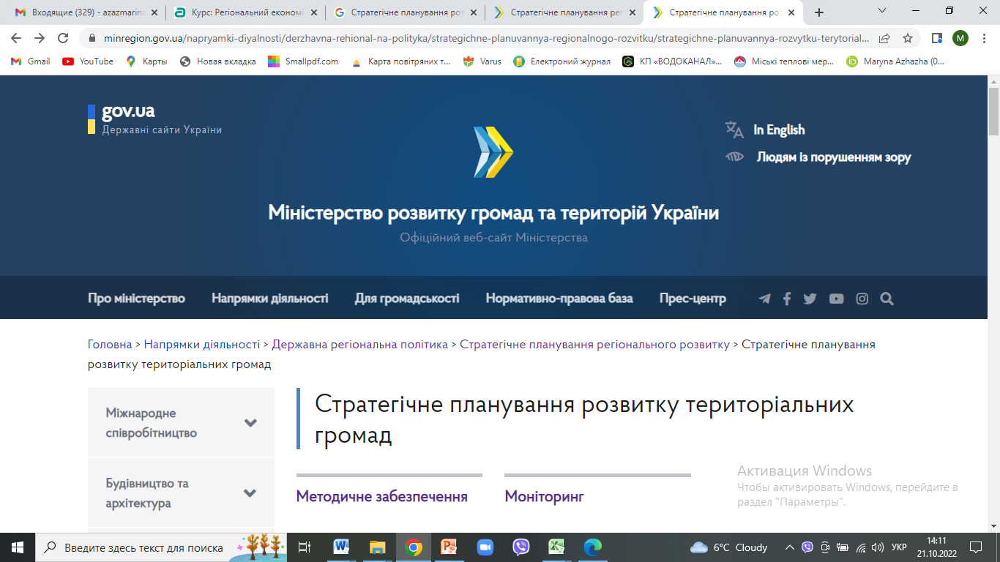 Входящие (329) - azazmarina
Курс: Регіональний економі
Стратегічне планування роз
Стратегічне планування рег
Стратегічне планування роз
minregion.gov.ua/napryamki-diyalnosti/derzhavna-rehional-na-polityka/strategichne-planuvannya-regionalnogo-rozvitku/strategichne-planuvannya-rozvytku-terytorial...
M
Gmail
YouTube
Карты
Новая вкладка
Smallpdf.com
Карта повітряних т...
Varus
Електроний журнал
КП «ВОДОКАНАЛ»...
Міські теплові мер...
Maryna Azhazha (0...
gov.ua
Державні сайти України
In English
Людям із порушенням зору
Міністерство розвитку громад та територій України
Офіційний веб-сайт Міністерства
Про міністерство
Напрямки діяльності
Для громадськості
Нормативно-правова база
Прес-центр
Головна > Напрямки діяльності > Державна регіональна політика > Стратегічне планування регіонального розвитку > Стратегічне планування
розвитку територіальних громад
Міжнародне
співробітництво
Будівництво та
архітектура
Стратегічне планування розвитку територіальних
громад
Методичне забезпечення
Моніторинг
Активация Windows
Чтобы активировать Windows, перейдите в
раздел "Параметры".
Введите здесь текст для поиска
6°C Cloudy
УКР
14:11
21.10.2022